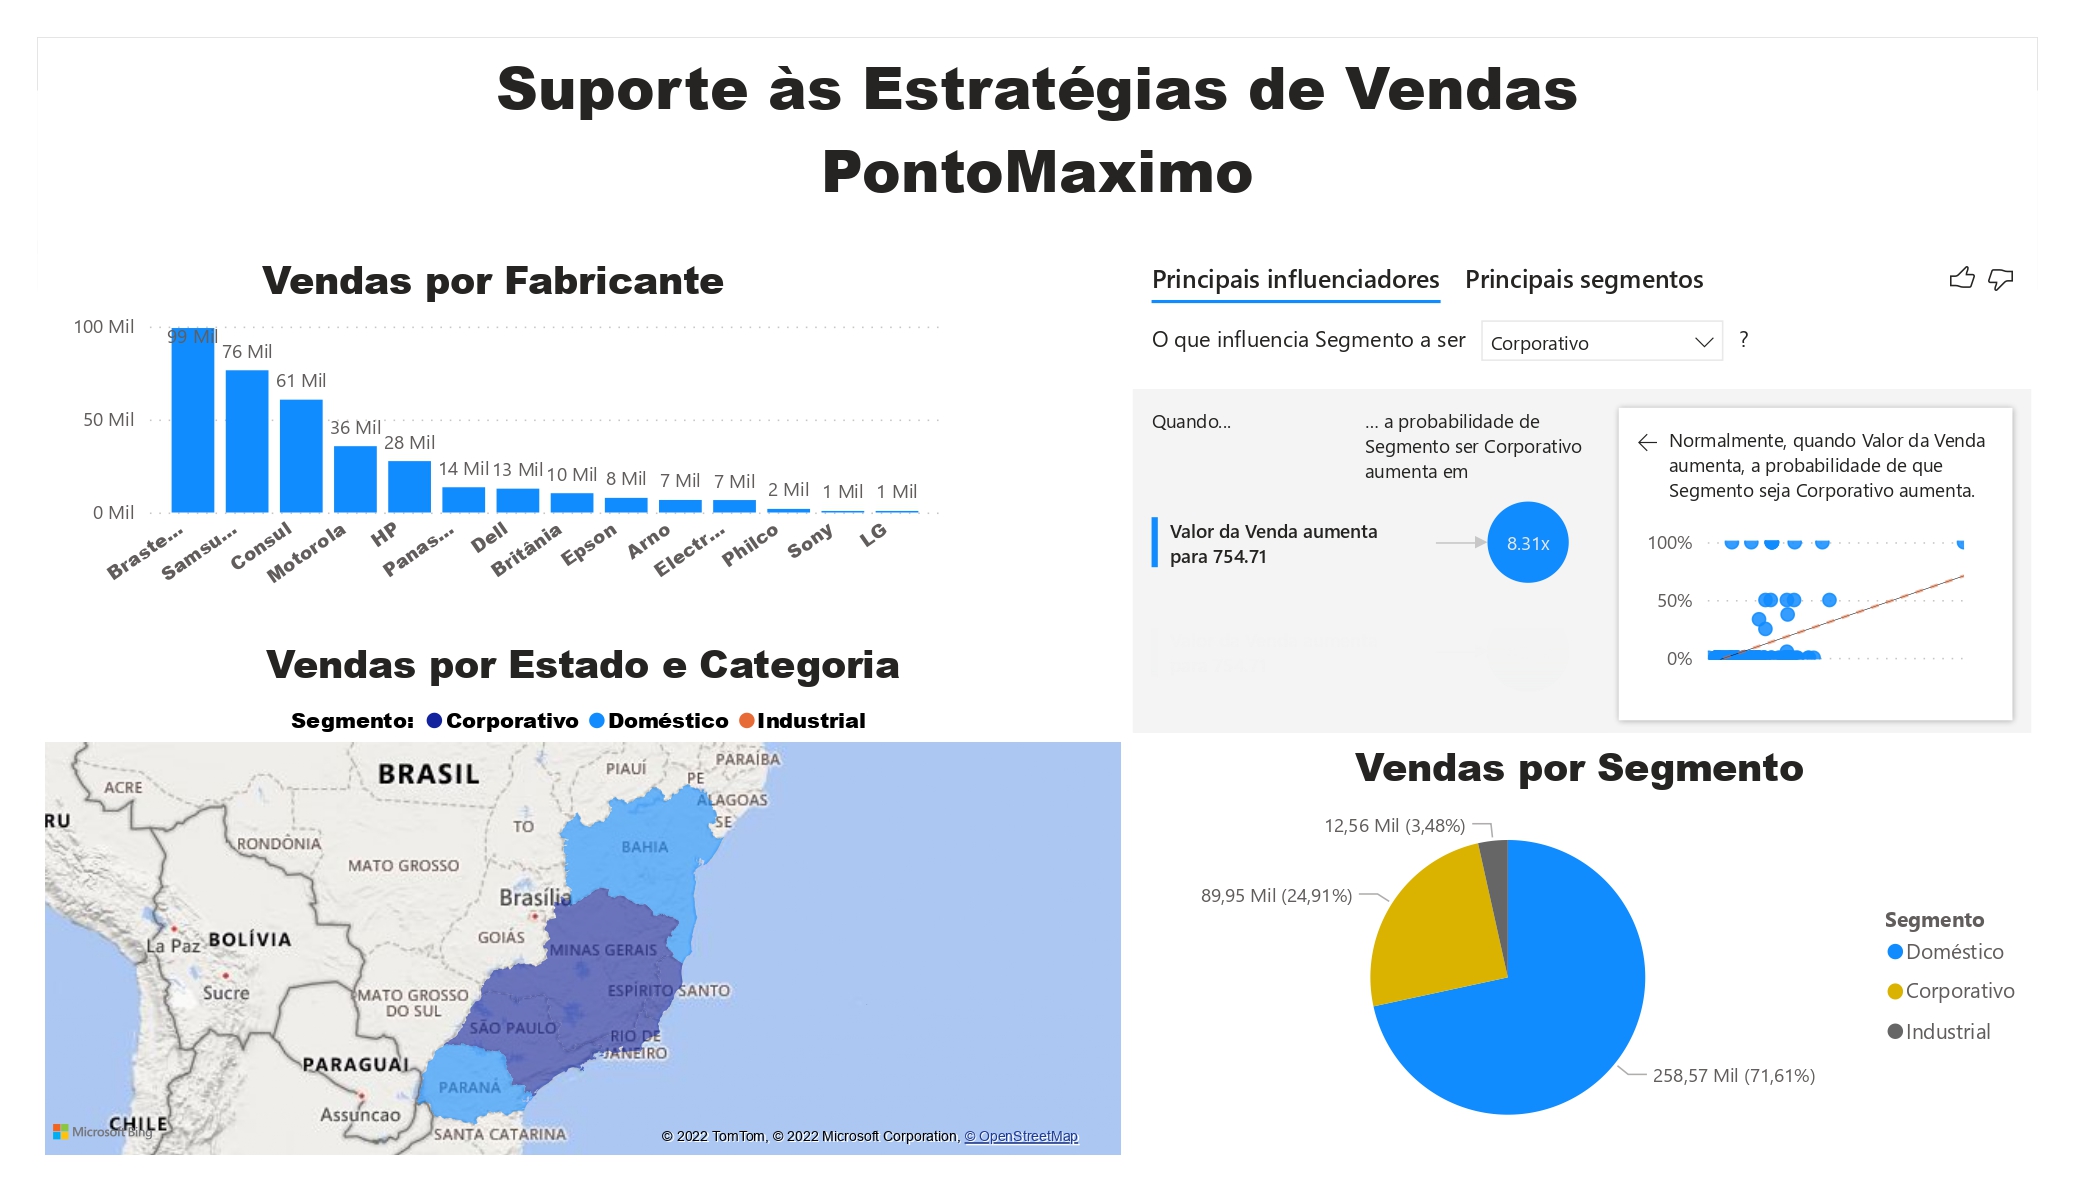 Suporte às Estratégias de Vendas
PontoMaximo
Vendas por Fabricante
100 Mil
50 Mil
0 Mil
99 Mil
76 Mil
61 Mil
36 Mil
28 Mil
14 Mil
13 Mil
10 Mil
8 Mil
7 Mil
7 Mil
2 Mil
1 Mil
1 Mil
Braste...
Samsu...
Consul
Motorola
HP
Panas...
Dell
Britânia
Epson
Arno
Electr...
Philco
Sony
LG
Principais influenciadores
Principais segmentos
O que influencia Segmento a ser
Corporativo
?
Quando...
... a probabilidade de
Segmento ser Corporativo
aumenta em
Valor da Venda aumenta
para 754.71
8.31x
Normalmente, quando Valor da Venda
aumenta, a probabilidade de que
Segmento seja Corporativo aumenta.
100%
50%
0%
Vendas por Estado e Categoria
Segmento: Corporativo Doméstico Industrial
BRASIL
PIAUÍ
PARAÍBA
PE
ACRE
ALAGOAS
RU
TO
SE
RONDÔNIA
BAHIA
MATO GROSSO
Brasília
La Paz
BOLÍVIA
GOIÁS
MINAS GERAIS
Sucre
MATO GROSSO
DO SUL
ESPÍRITO SANTO
SÃO PAULO
RIO DE
JANEIRO
PARAGUAI
PARANÁ
Assuncao
CHILE
SANTA CATARINA
Microsoft Bing
© 2022 TomTom, © 2022 Microsoft Corporation, © OpenStreetMap
Vendas por Segmento
12,56 Mil (3,48%)
89,95 Mil (24,91%)
258,57 Mil (71,61%)
Segmento
Doméstico
Corporativo
Industrial